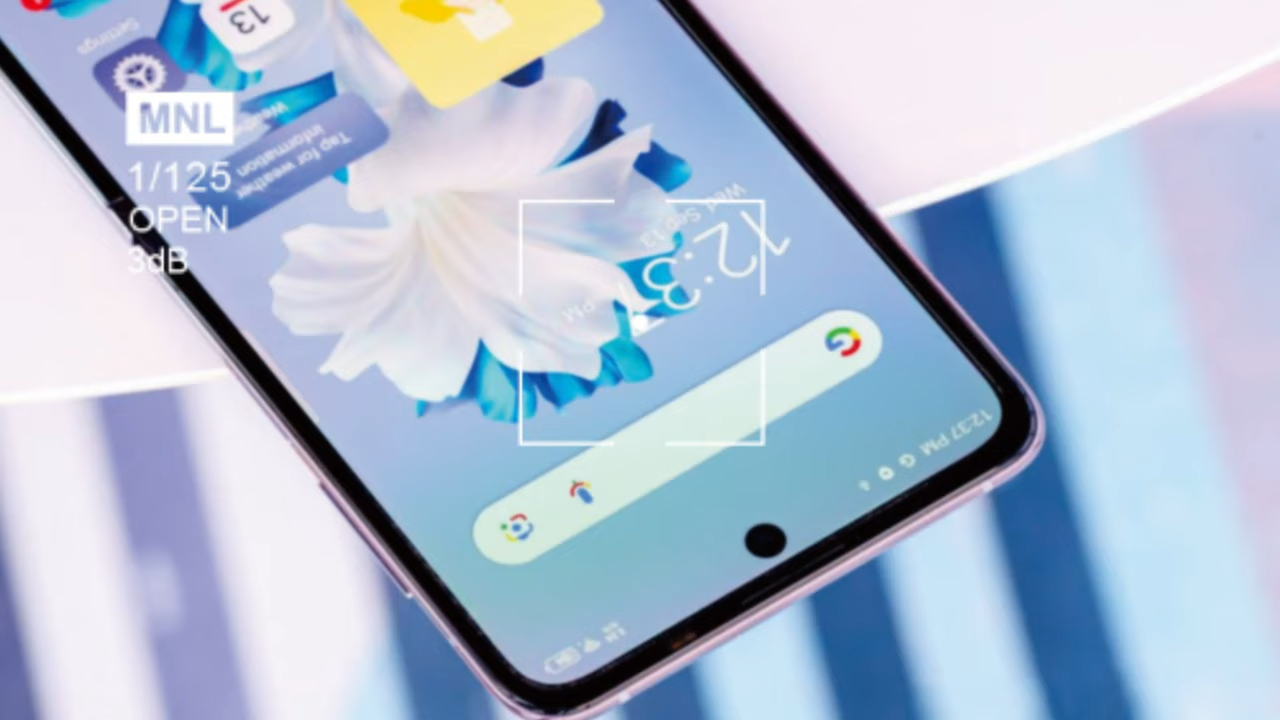 MNL
1/125
OPEN
3dB
13
Settings
Weather
Tap for weather
information
12:37
PM
Wed Sep 13
12:37 PM